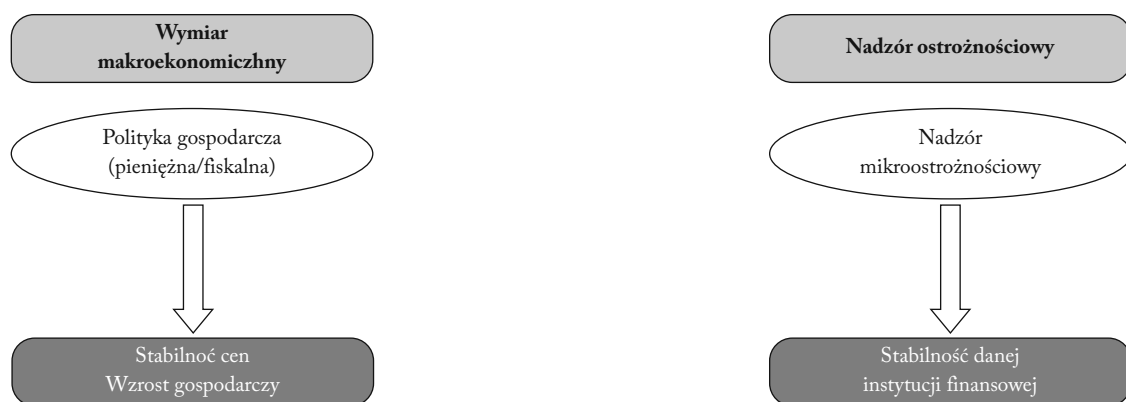 Wymiar
makroekonomiczhny
Polityka gospodarcza
(pieniężna/fiskalna)
Stabilnoć cen
Wzrost gospodarczy
Nadzór ostrożnościowy
Nadzór
mikroostrożnościowy
Stabilność danej
instytucji finansowej